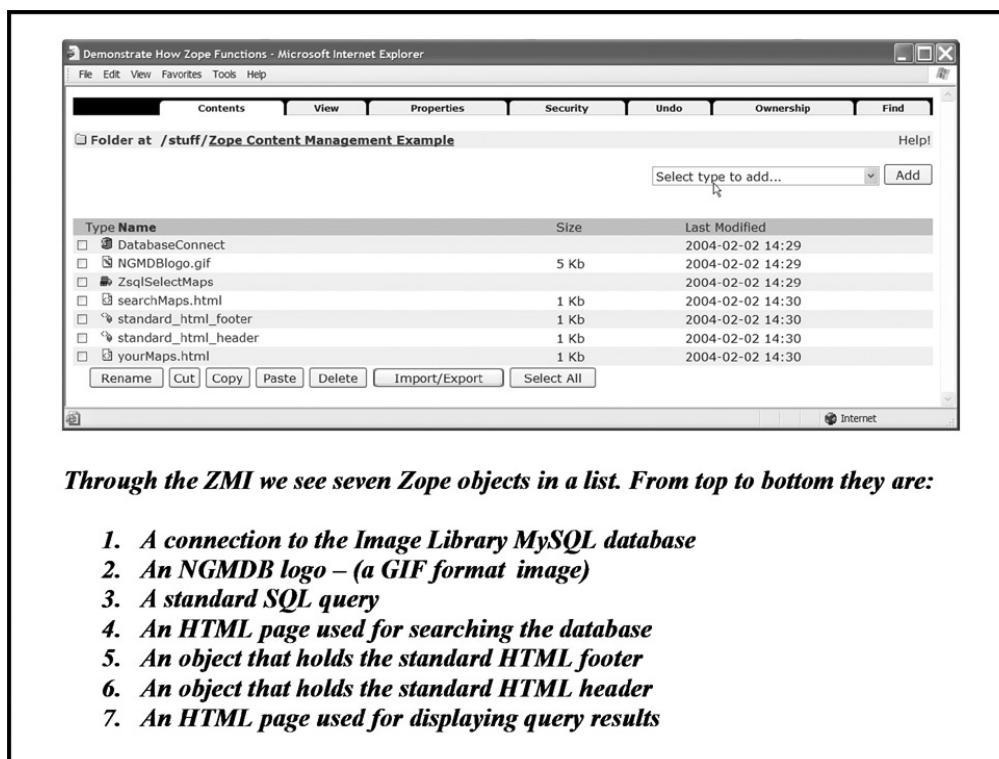 Demonstrate How Zope Functions - Microsoft Internet Explorer
File Edit View Favorites Tools Help
Contents View Properties Security Undo Ownership Find
Folder at /stuff/Zope Content Management Example Help!
Select type to add... Add
Type Name Size Last Modified
DatabaseConnect 2004-02-02 14:29
NGMDBlogo.gif 5 Kb 2004-02-02 14:29
ZsqlSelectMaps 2004-02-02 14:29
searchMaps.html 1 Kb 2004-02-02 14:30
standard_html_footer 1 Kb 2004-02-02 14:30
standard_html_header 1 Kb 2004-02-02 14:30
yourMaps.html 1 Kb 2004-02-02 14:30
Rename Cut Copy Paste Delete Import/Export Select All
Internet
Through the ZMI we see seven Zope objects in a list. From top to bottom they are:
1. A connection to the Image Library MySQL database
2. An NGMDB logo – (a GIF format image)
3. A standard SQL query
4. An HTML page used for searching the database
5. An object that holds the standard HTML footer
6. An object that holds the standard HTML header
7. An HTML page used for displaying query results